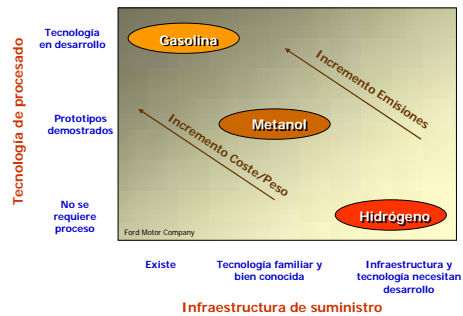 Tecnología de procesado
Tecnología
en desarrollo
Prototipos
demostrados
No se
requiere
proceso
Gasolina
Incremento Emisiones
Metanol
Incremento Coste/Peso
Hidrógeno
Ford Motor Company
Existe
Tecnología familiar y
bien conocida
Infraestructura y
tecnología necesitan
desarrollo
Infraestructura de suministro